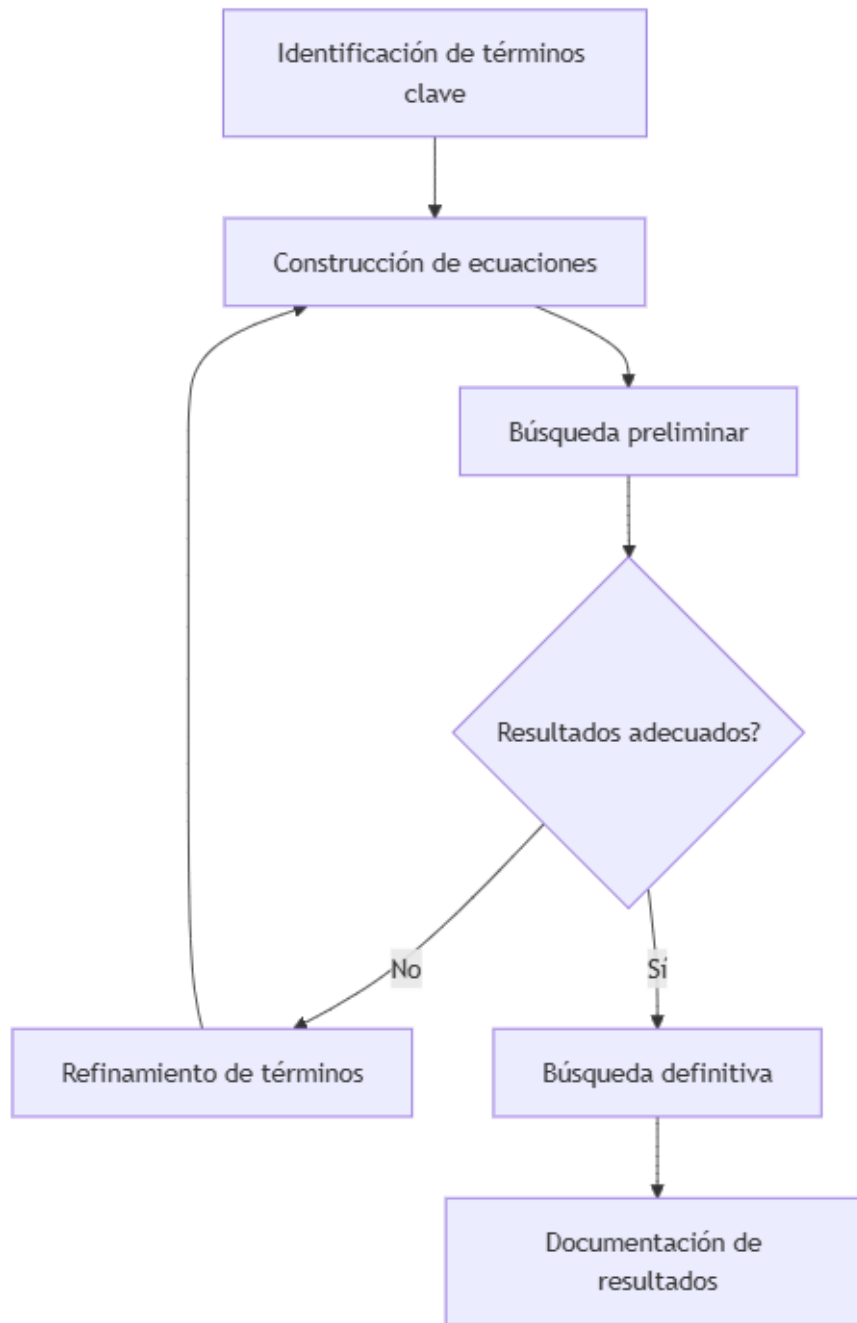 Identificación de términos
clave
Construcción de ecuaciones
Búsqueda preliminar
Resultados adecuados?
No
Sí
Refinamiento de términos
Búsqueda definitiva
Documentación de
resultados